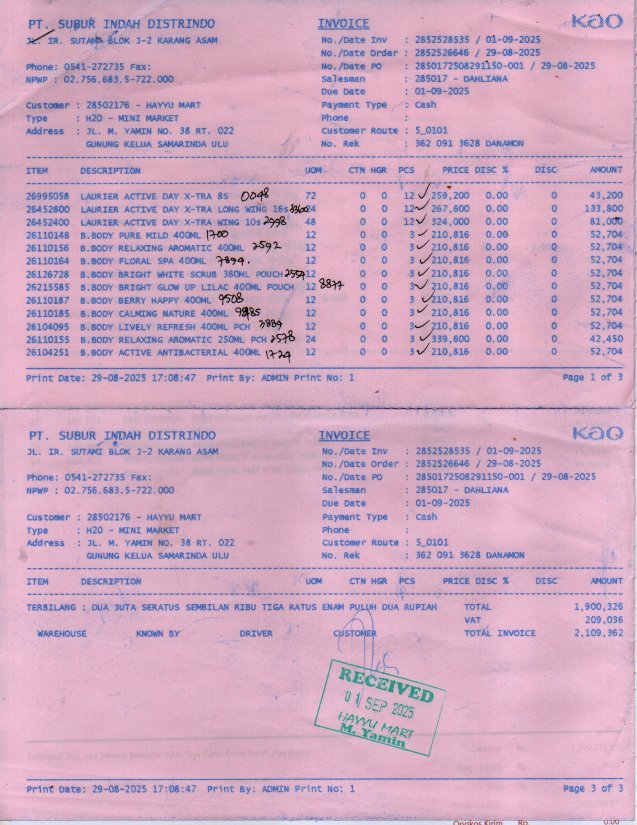 PT. SUBUR INDAH DISTRINDO
JL. IR. SUTAMI BLOK J-2 KARANG ASAM
Phone: 0541-272735 Fax:
NPWP : 02.756.683.5-722.000
Customer : 28502176 - HAYYU MART
Type : H20 - MINI MARKET
Address : JL. M. YAMIN NO. 38 RT. 022
GUNUNG KELUA SAMARINDA ULU
INVOICE
No./Date Inv : 2852528535 / 01-09-2025
No./Date Order : 2852526646 / 29-08-2025
No./Date PO : 2850172508291150-001 / 29-08-2025
Salesman : 285017 - DAHLIANA
Due Date : 01-09-2025
Payment Type : Cash
Phone :
Customer Route : 5_0101
No. Rek : 362 091 3628 DANAMON
Kao
ITEM DESCRIPTION UOM CTN HGR PCS PRICE DISC % DISC AMOUNT
26995058 LAURIER ACTIVE DAY X-TRA 8S 0048 72 0 0 12 259,200 0.00 0 43,200
26452800 LAURIER ACTIVE DAY X-TRA LONG WING 16s 0 0 12 267,600 0.00 0 133,800
26452400 LAURIER ACTIVE DAY X-TRA WING 10s 2998 48 0 0 12 324,000 0.00 0 81,000
26110148 B.BODY PURE MILD 400ML 1700 12 0 0 3 210,816 0.00 0 52,704
26110156 B.BODY RELAXING AROMATIC 400ML 2592 12 0 0 3 210,816 0.00 0 52,704
26110164 B.BODY FLORAL SPA 400ML 7894. 12 0 0 3 210,816 0.00 0 52,704
26126728 B.BODY BRIGHT WHITE SCRUB 380ML POUCH 2554 12 0 0 3 210,816 0.00 0 52,704
26215585 B.BODY BRIGHT GLOW UP LILAC 400ML POUCH 12 8877 0 0 3 210,816 0.00 0 52,704
26110187 B.BODY BERRY HAPPY 400ML 9508 12 0 0 3 210,816 0.00 0 52,704
26110185 B.BODY CALMING NATURE 400ML 12 0 0 3 210,816 0.00 0 52,704
26104095 B.BODY LIVELY REFRESH 400ML PCH 12 0 0 3 210,816 0.00 0 52,704
26110155 RELAXING AROMATIC 250ML PCH 2578 24 0 0 3 339,600 0.00 0 42,450
26104251 B.BODY ACTIVE ANTIBACTERIAL 400ML 1724 12 0 0 3 210,816 0.00 0 52,704
Print Date: 29-08-2025 17:08:47 Print By: ADMIN Print No: 1 Page 1 of 3
PT. SUBUR INDAH DISTRINDO
JL. IR. SUTAMI BLOK J-2 KARANG ASAM
Phone: 0541-272735 Fax:
NPWP : 02.756.683.5-722.000
Customer : 28502176 - HAYYU MART
Type : H20 - MINI MARKET
Address : JL. M. YAMIN NO. 38 RT. 022
GUNUNG KELUA SAMARINDA ULU
INVOICE
No./Date Inv : 2852528535 / 01-09-2025
No./Date Order : 2852526646 / 29-08-2025
No./Date PO : 2850172508291150-001 / 29-08-2025
Salesman : 285017 - DAHLIANA
Due Date : 01-09-2025
Payment Type : Cash
Phone :
Customer Route : 5_0101
No. Rek : 362 091 3628 DANAMON
Kao
ITEM DESCRIPTION UOM CTN HGR PCS PRICE DISC % DISC AMOUNT
TERBILANG : DUA JUTA SERATUS SEMBILAN RIBU TIGA RATUS ENAM PULUH DUA RUPIAH
TOTAL 1,900,326
VAT 209,036
TOTAL INVOICE 2,109,362
WAREHOUSE KNOWN BY DRIVER CUSTOMER
RECEIVED
01 SEP 2025
HAYYU MART
M. Yamin
Print Date: 29-08-2025 17:08:47 Print By: ADMIN Print No: 1 Page 3 of 3
Ongkos Kirim Rp 0.00